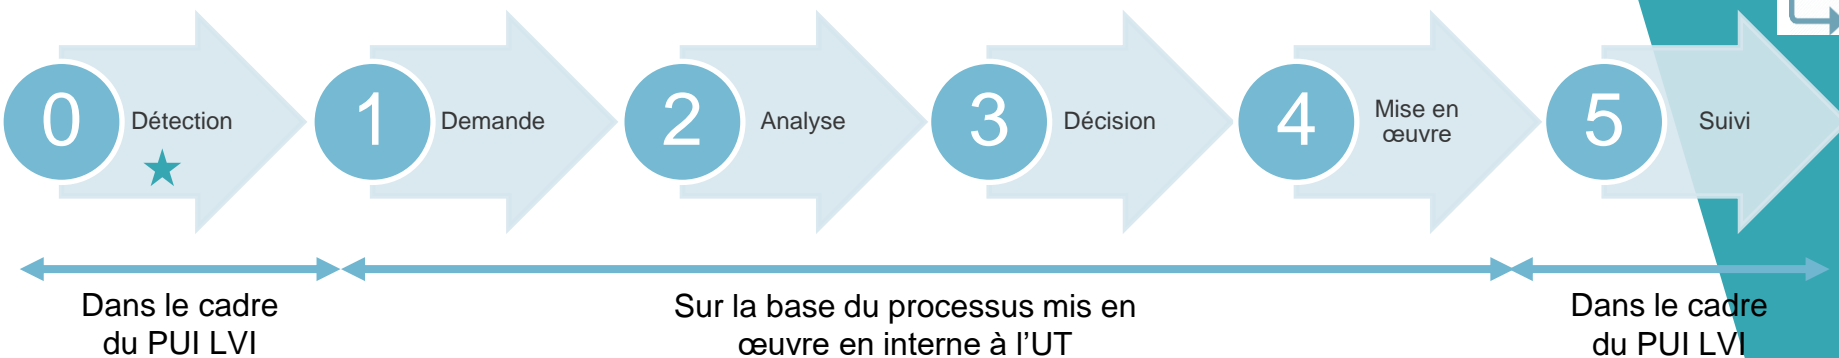 0 Détection
1 Demande
2 Analyse
3 Décision
4 Mise en
œuvre
5 Suivi
Dans le cadre
du PUI LVI
Sur la base du processus mis en
œuvre en interne à l'UT
Dans le cadre
du PUI LVI